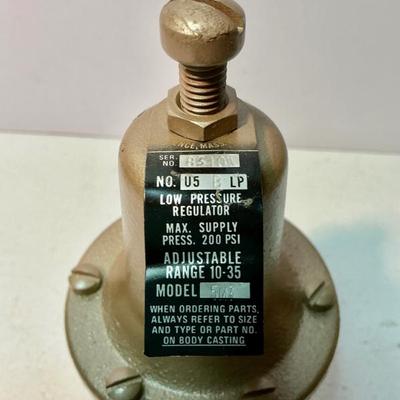 SER. NO.
NO. U5 B LP
LOW PRESSURE
REGULATOR
MAX. SUPPLY
PRESS. 200 PSI
ADJUSTABLE
RANGE 10-35
MODEL
WHEN ORDERING PARTS,
ALWAYS REFER TO SIZE
AND TYPE OR PART NO.
ON BODY CASTING